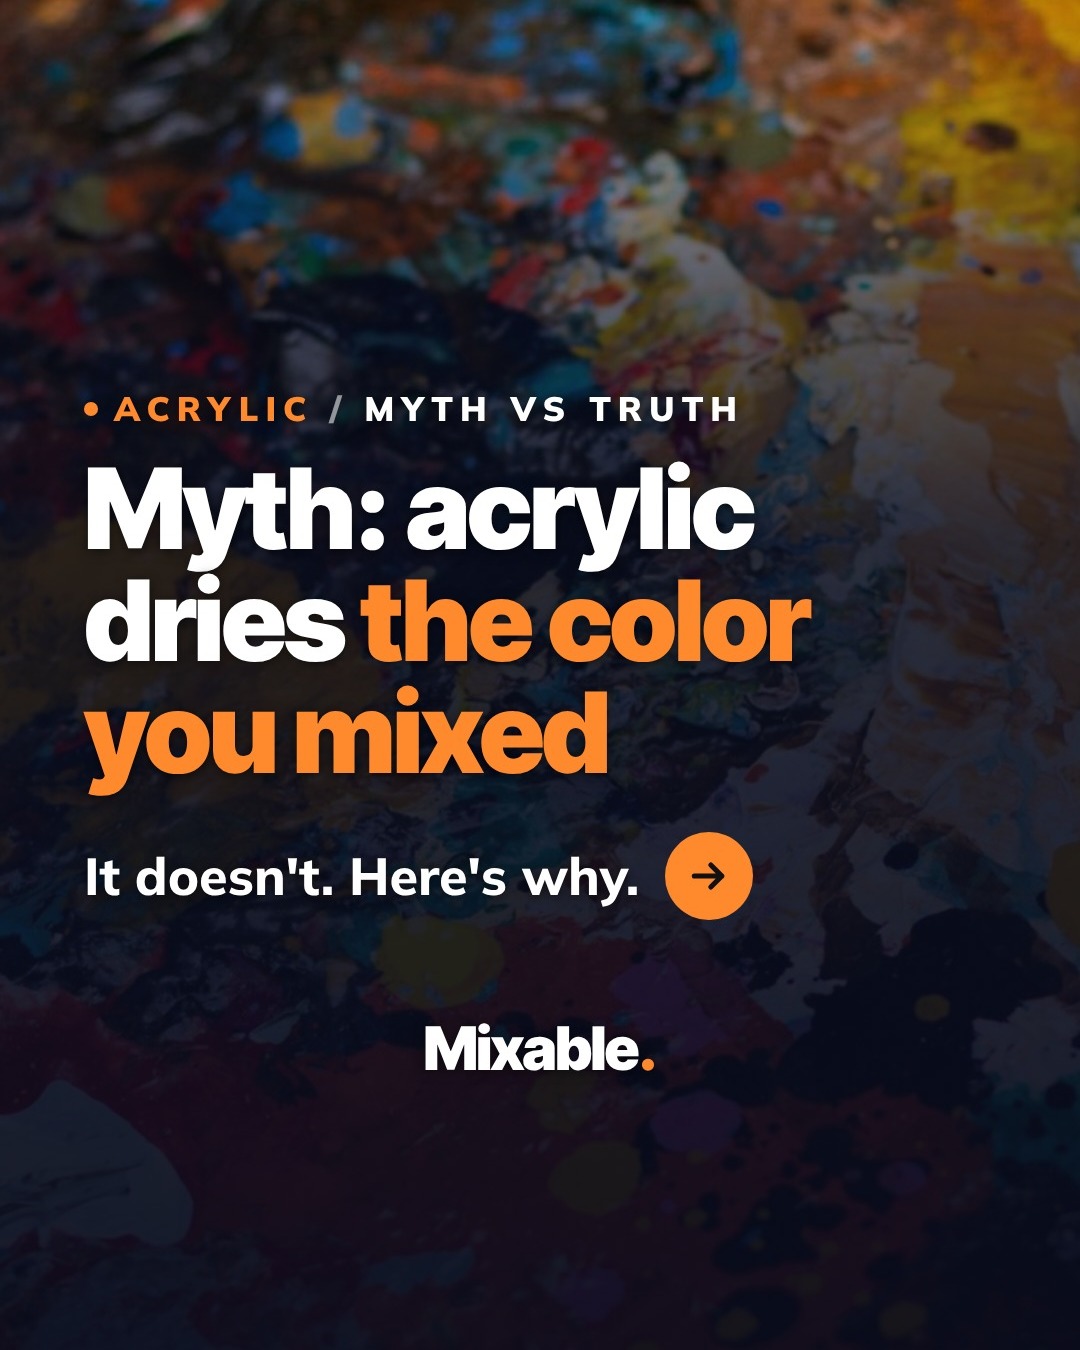 • ACRYLIC / MYTH VS TRUTH
Myth: acrylic
dries the color
you mixed
It doesn't. Here's why. →
Mixable.